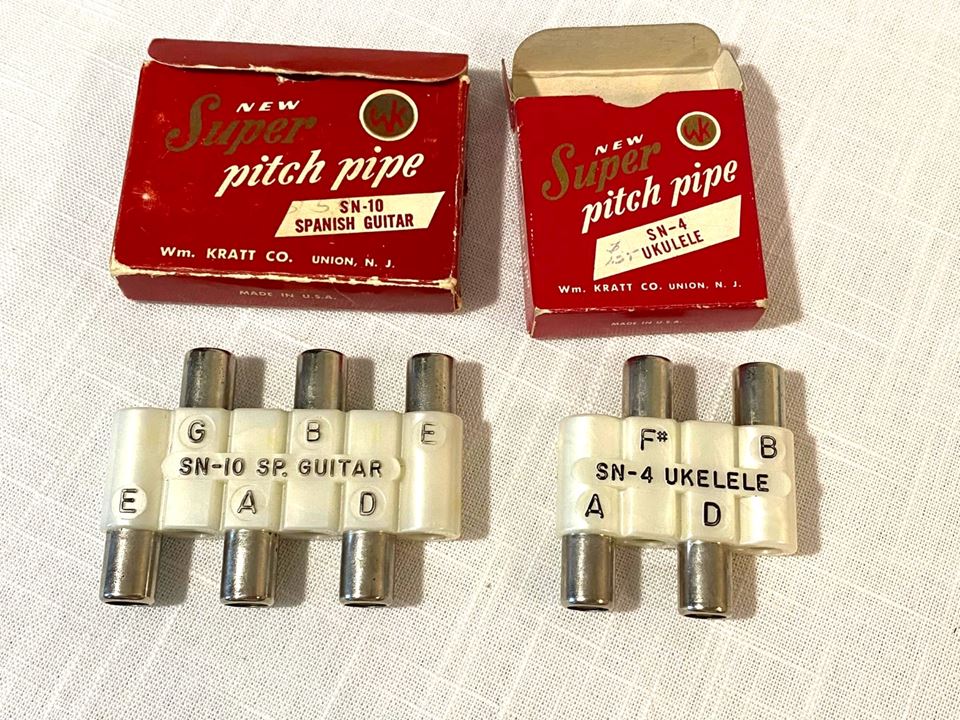 NEW
Super
pitch pipe
WK
SN-10
SPANISH GUITAR
Wm. KRATT CO. UNION, N. J.
MADE IN U.S.A.
NEW
Super
pitch pipe
WK
SN-4
UKULELE
Wm. KRATT CO. UNION, N. J.
MADE IN U.S.A.
G B E
SN-10 SP. GUITAR
E A D
F# B
SN-4 UKELELE
A D